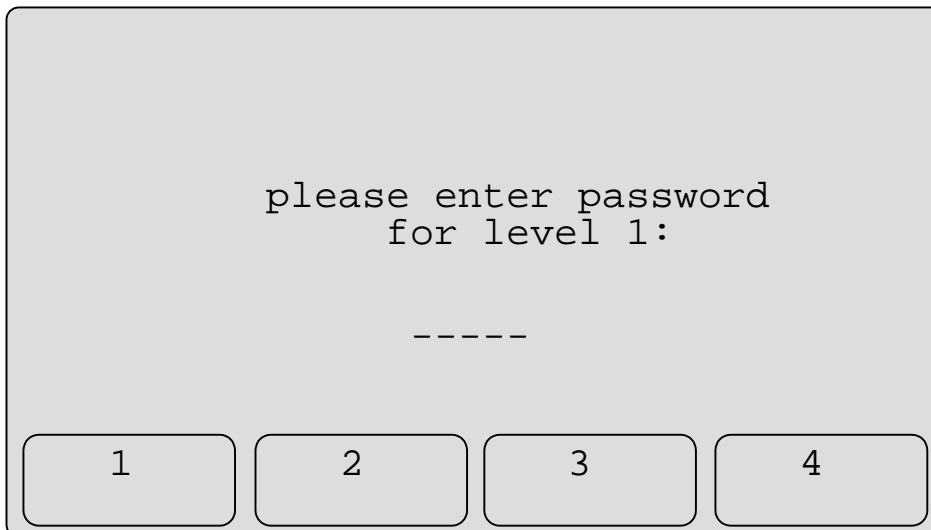 please enter password
for level 1:
-----
1 2 3 4